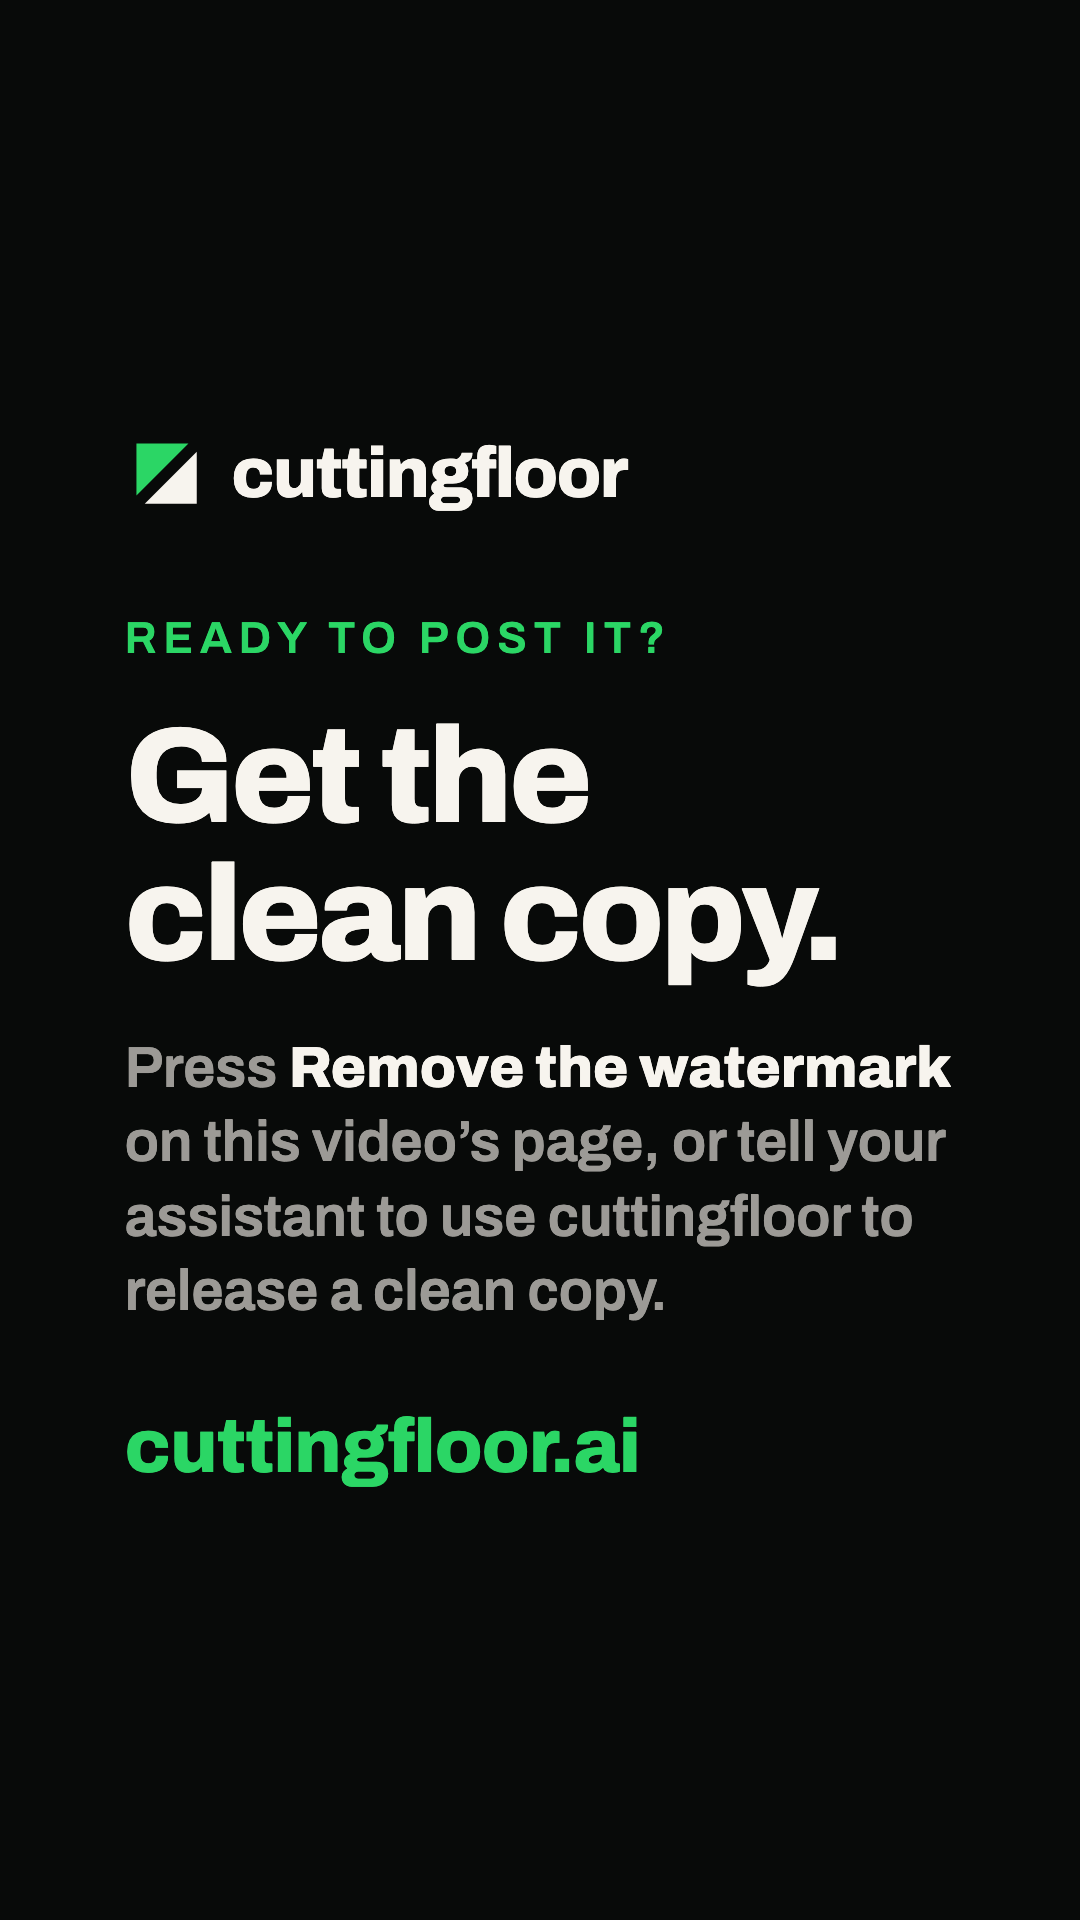 cuttingfloor
READY TO POST IT?
Get the
clean copy.
Press Remove the watermark
on this video’s page, or tell your
assistant to use cuttingfloor to
release a clean copy.
cuttingfloor.ai